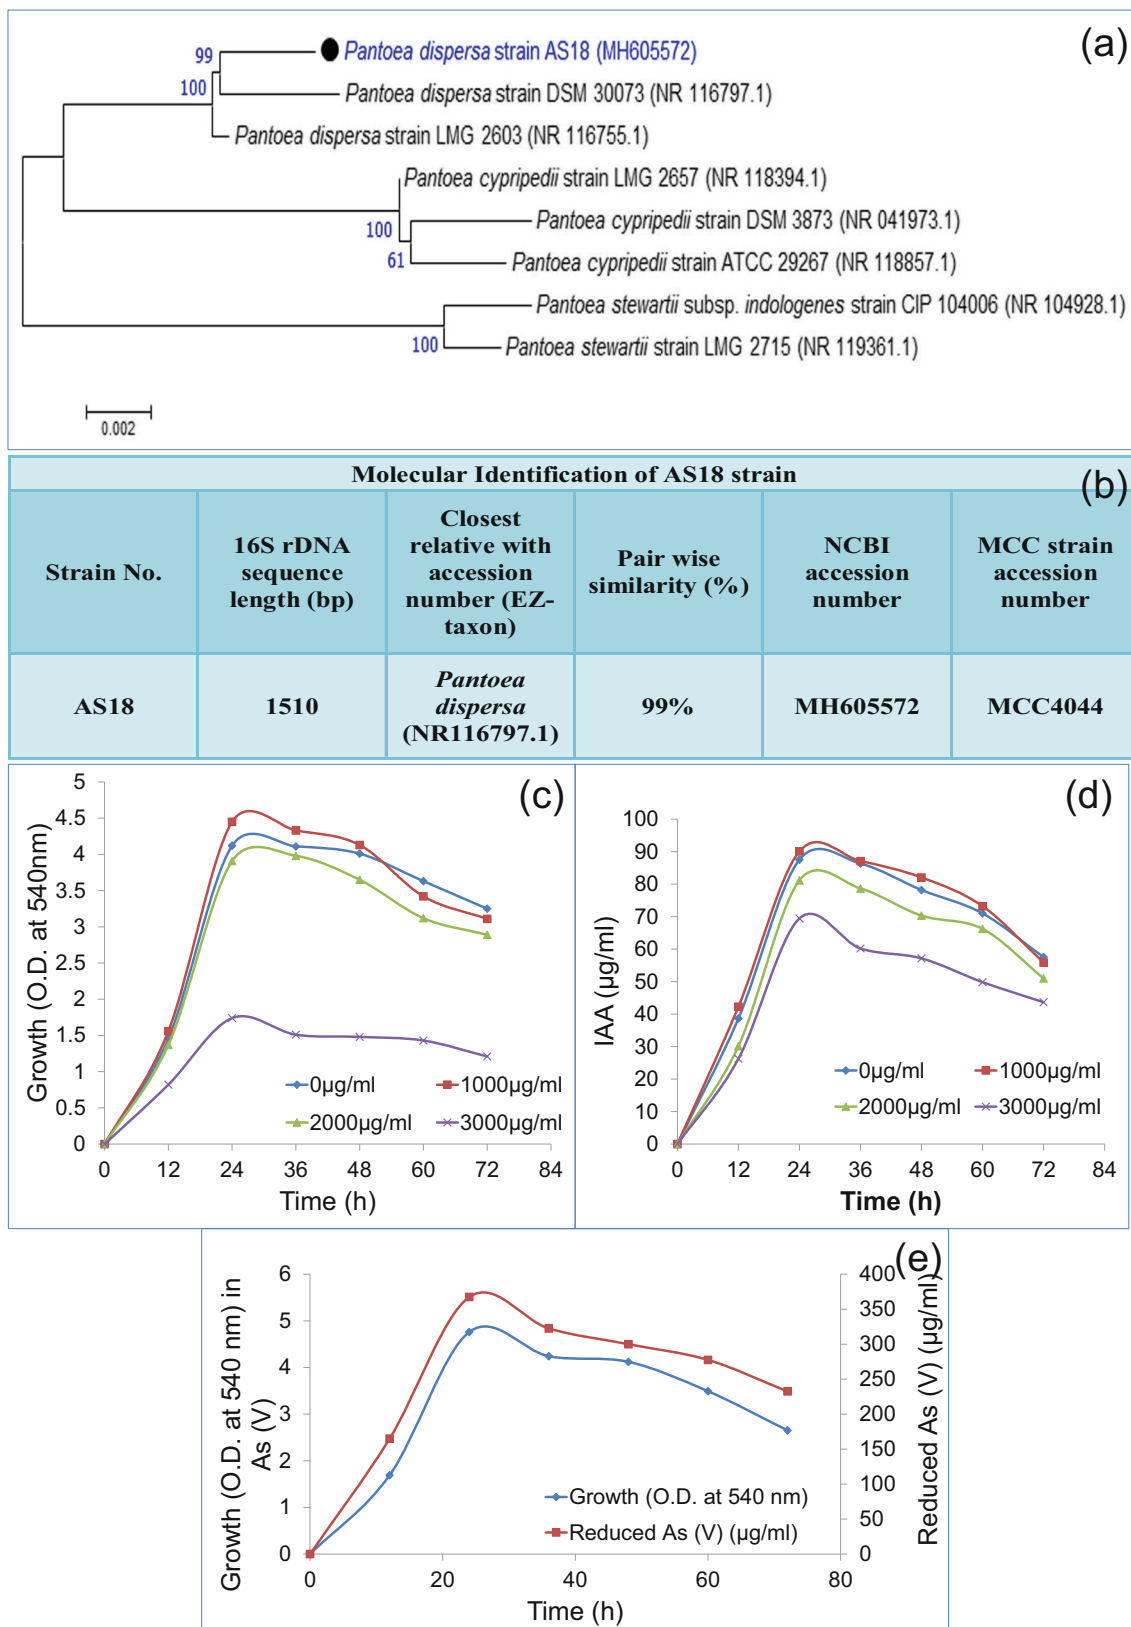 (a)
99
Pantoea dispersa strain AS18 (MH605572)
100
Pantoea dispersa strain DSM 30073 (NR 116797.1)
Pantoea dispersa strain LMG 2603 (NR 116755.1)
Pantoea cypripedii strain LMG 2657 (NR 118394.1)
100
Pantoea cypripedii strain DSM 3873 (NR 041973.1)
61
Pantoea cypripedii strain ATCC 29267 (NR 118857.1)
Pantoea stewartii subsp. indologenes strain CIP 104006 (NR 104928.1)
100
Pantoea stewartii strain LMG 2715 (NR 119361.1)
0.002
Molecular Identification of AS18 strain
(b)
Strain No.
16S rDNA
sequence
length (bp)
Closest
relative with
accession
number (EZ-
taxon)
Pair wise
similarity (%)
NCBI
accession
number
MCC strain
accession
number
AS18
1510
Pantoea
dispersa
(NR116797.1)
99%
MH605572
MCC4044
(c)
Growth (O.D. at 540nm)
5
4.5
4
3.5
3
2.5
2
1.5
1
0.5
0
0 12 24 36 48 60 72 84
Time (h)
0µg/ml 1000µg/ml
2000µg/ml 3000µg/ml
(d)
IAA (µg/ml)
100
90
80
70
60
50
40
30
20
10
0
0 12 24 36 48 60 72 84
Time (h)
0µg/ml 1000µg/ml
2000µg/ml 3000µg/ml
(e)
Growth (O.D. at 540 nm) in
As (V)
6
5
4
3
2
1
0
0 20 40 60 80
Time (h)
Growth (O.D. at 540 nm)
Reduced As (V) (µg/ml)
400
350
300
250
200
150
100
50
0
Reduced As (V) (µg/ml)